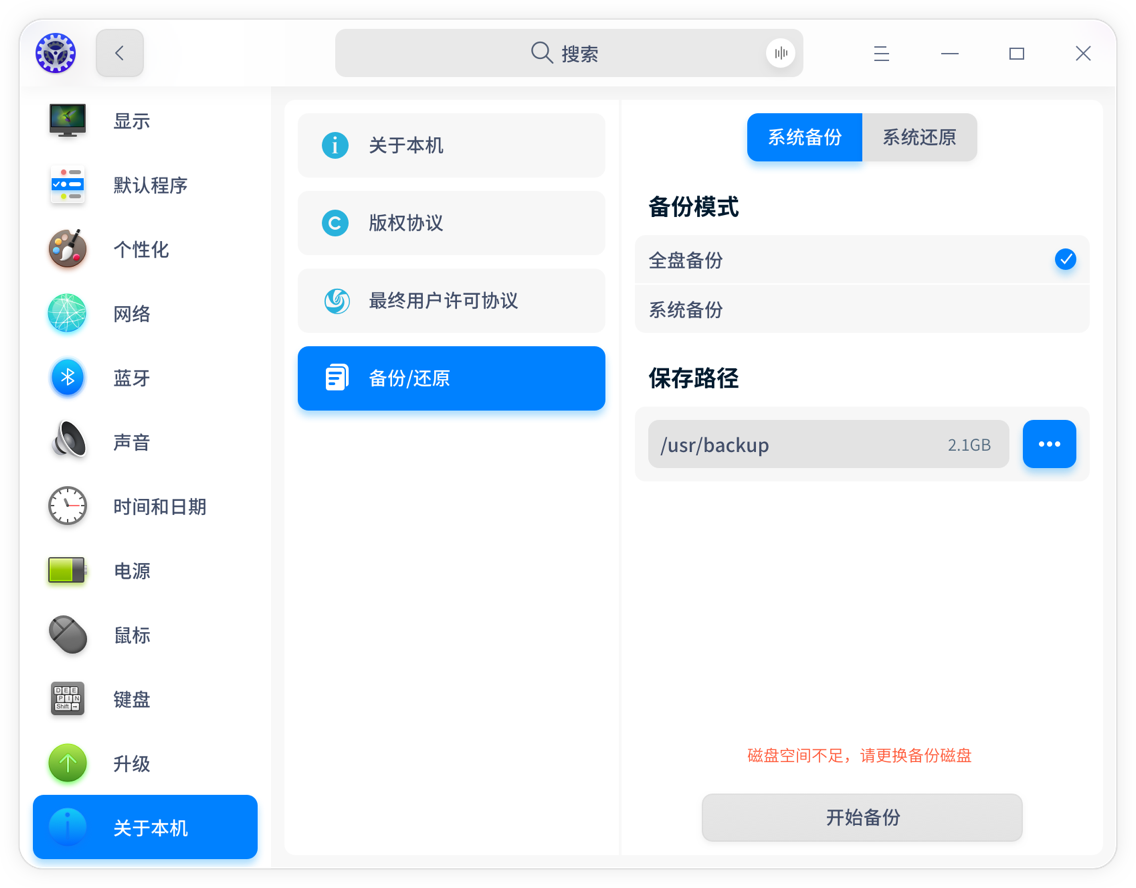 搜索
显示
默认程序
个性化
网络
蓝牙
声音
时间和日期
电源
鼠标
键盘
升级
关于本机
关于本机
版权协议
最终用户许可协议
备份/还原
系统备份
系统还原
备份模式
全盘备份
系统备份
保存路径
/usr/backup
2.1GB
磁盘空间不足，请更换备份磁盘
开始备份